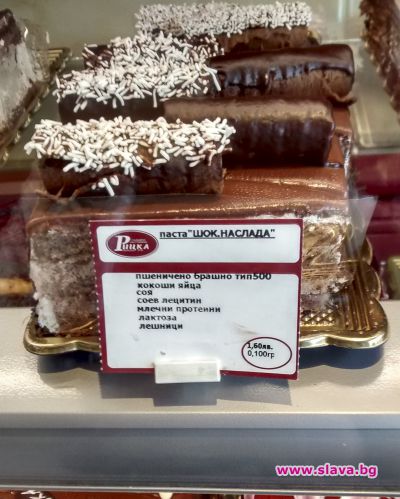 Рицка
паста"ШОК.НАСЛАДА"
пшеничено брашно тип500
кокоши яйца
соя
соев лецитин
млечни протеини
лактоза
лешници
1,60лв.
0,100гр
www.slava.bg